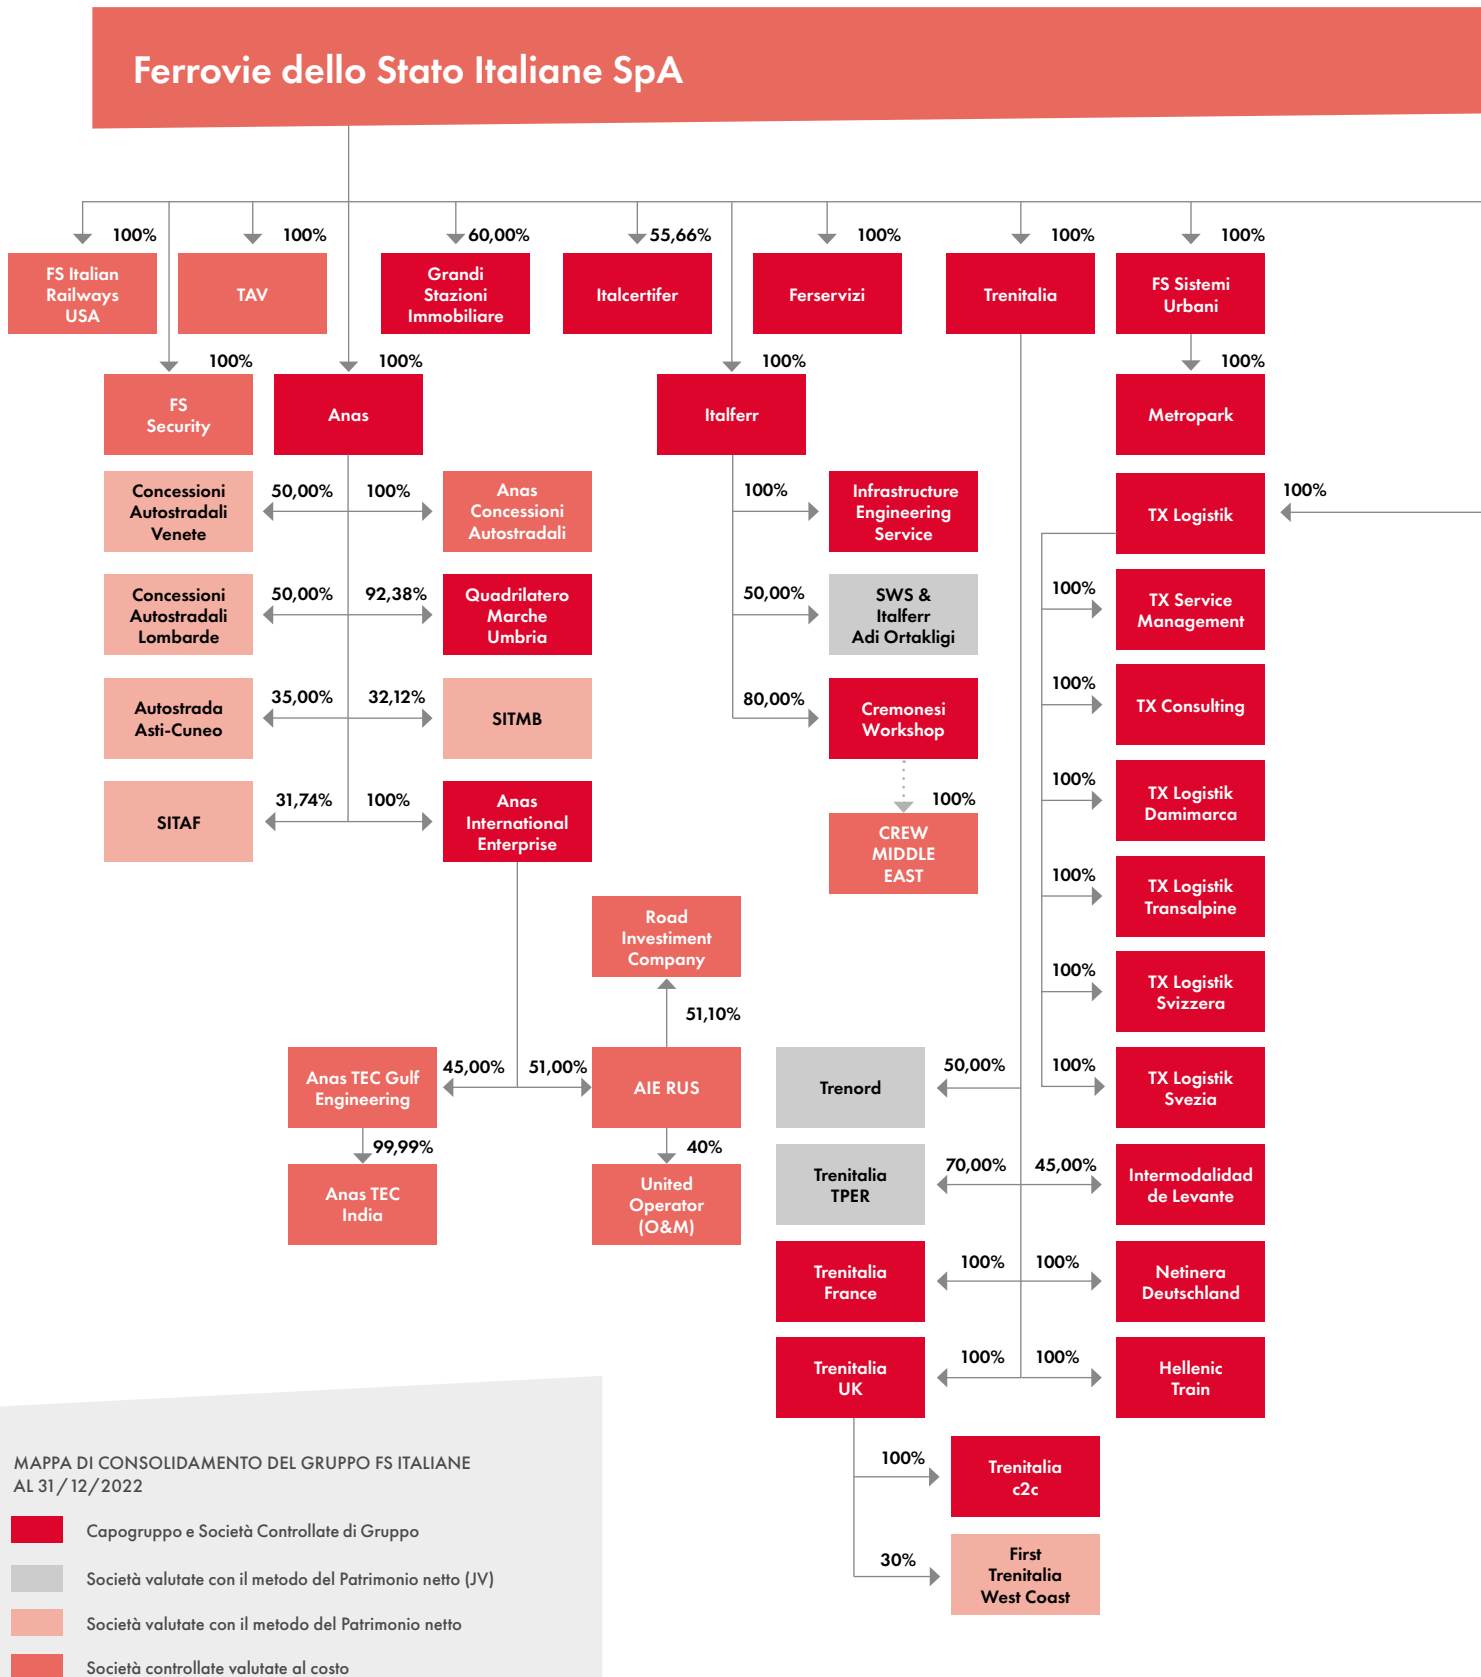 Ferrovie dello Stato Italiane SpA
100%
100%
60,00%
55,66%
100%
100%
100%
FS Italian
Railways
USA
TAV
Grandi
Stazioni
Immobiliare
Italcertifer
Ferservizi
Trenitalia
FS Sistemi
Urbani
100%
100%
100%
100%
FS
Security
Anas
Italferr
Metropark
Concessioni
Autostradali
Venete
50,00%
100%
Anas
Concessioni
Autostradali
100%
Infrastructure
Engineering
Service
TX Logistik
100%
Concessioni
Autostradali
Lombarde
50,00%
92,38%
Quadrilatero
Marche
Umbria
50,00%
SWS &
Italferr
Adi Ortakligi
100%
TX Service
Management
Autostrada
Asti-Cuneo
35,00%
32,12%
SITMB
80,00%
Cremonesi
Workshop
100%
TX Consulting
SITAF
31,74%
100%
Anas
International
Enterprise
100%
CREW
MIDDLE
EAST
100%
TX Logistik
Damimarca
100%
TX Logistik
Transalpine
Road
Investiment
Company
51,10%
100%
TX Logistik
Svizzera
Anas TEC Gulf
Engineering
45,00%
51,00%
AIE RUS
Trenord
50,00%
100%
TX Logistik
Svezia
99,99%
40%
Anas TEC
India
United
Operator
(O&M)
Trenitalia
TPER
70,00%
45,00%
Intermodalidad
de Levante
Trenitalia
France
100%
100%
Netinera
Deutschland
Trenitalia
UK
100%
100%
Hellenic
Train
100%
Trenitalia
c2c
30%
First
Trenitalia
West Coast
MAPPA DI CONSOLIDAMENTO DEL GRUPPO FS ITALIANE
AL 31/12/2022
Capogruppo e Società Controllate di Gruppo
Società valutate con il metodo del Patrimonio netto (JV)
Società valutate con il metodo del Patrimonio netto
Società controllate valutate al costo